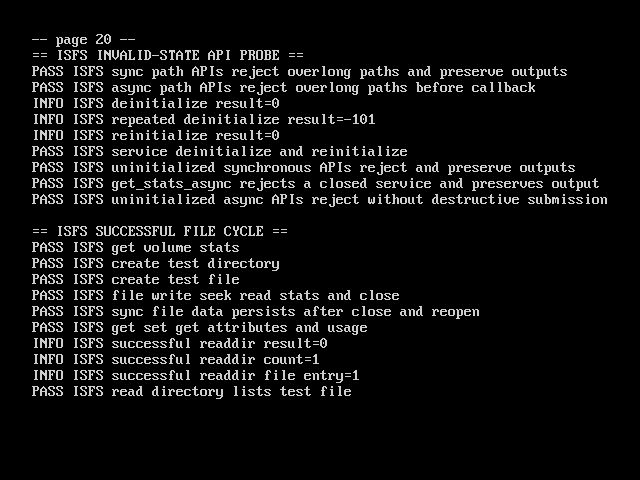 -- page 20 --
== ISFS INVALID-STATE API PROBE ==
PASS ISFS sync path APIs reject overlong paths and preserve outputs
PASS ISFS async path APIs reject overlong paths before callback
INFO ISFS deinitialize result=0
INFO ISFS repeated deinitialize result=-101
INFO ISFS reinitialize result=0
PASS ISFS service deinitialize and reinitialize
PASS ISFS uninitialized synchronous APIs reject and preserve outputs
PASS ISFS get_stats_async rejects a closed service and preserves output
PASS ISFS uninitialized async APIs reject without destructive submission
== ISFS SUCCESSFUL FILE CYCLE ==
PASS ISFS get volume stats
PASS ISFS create test directory
PASS ISFS create test file
PASS ISFS file write seek read stats and close
PASS ISFS sync file data persists after close and reopen
PASS ISFS get set get attributes and usage
INFO ISFS successful readdir result=0
INFO ISFS successful readdir count=1
INFO ISFS successful readdir file entry=1
PASS ISFS read directory lists test file